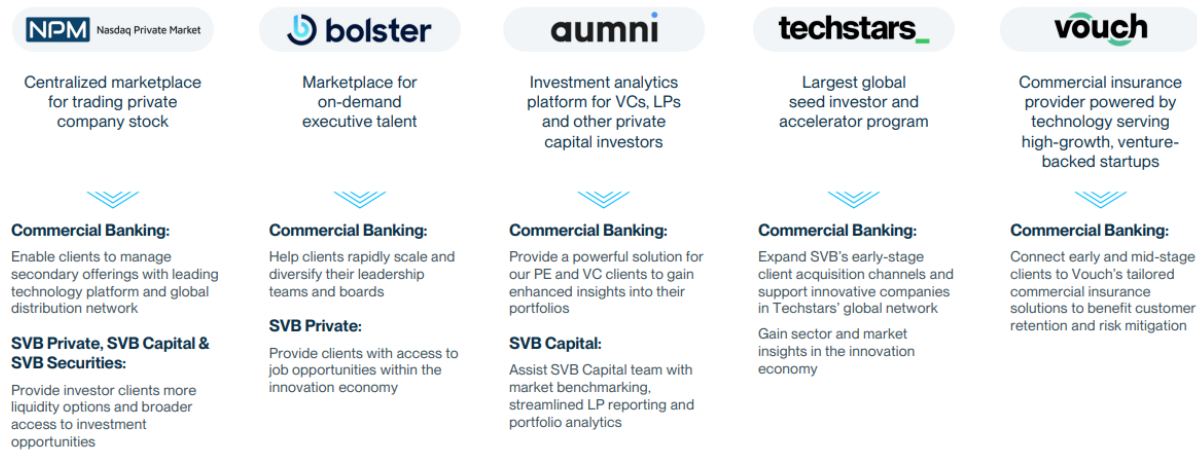 NPM Nasdaq Private Market
Centralized marketplace
for trading private
company stock
Commercial Banking:
Enable clients to manage
secondary offerings with leading
technology platform and global
distribution network
SVB Private, SVB Capital &
SVB Securities:
Provide investor clients more
liquidity options and broader
access to investment
opportunities
bolster
Marketplace for
on-demand
executive talent
Commercial Banking:
Help clients rapidly scale and
diversify their leadership
teams and boards
SVB Private:
Provide clients with access to
job opportunities within the
innovation economy
aumni
Investment analytics
platform for VCs, LPs
and other private
capital investors
Commercial Banking:
Provide a powerful solution for
our PE and VC clients to gain
enhanced insights into their
portfolios
SVB Capital:
Assist SVB Capital team with
market benchmarking,
streamlined LP reporting and
portfolio analytics
techstars_
Largest global
seed investor and
accelerator program
Commercial Banking:
Expand SVB's early-stage
client acquisition channels and
support innovative companies
in Techstars' global network
Gain sector and market
insights in the innovation
economy
vouch
Commercial insurance
provider powered by
technology serving
high-growth, venture-
backed startups
Commercial Banking:
Connect early and mid-stage
clients to Vouch's tailored
commercial insurance
solutions to benefit customer
retention and risk mitigation